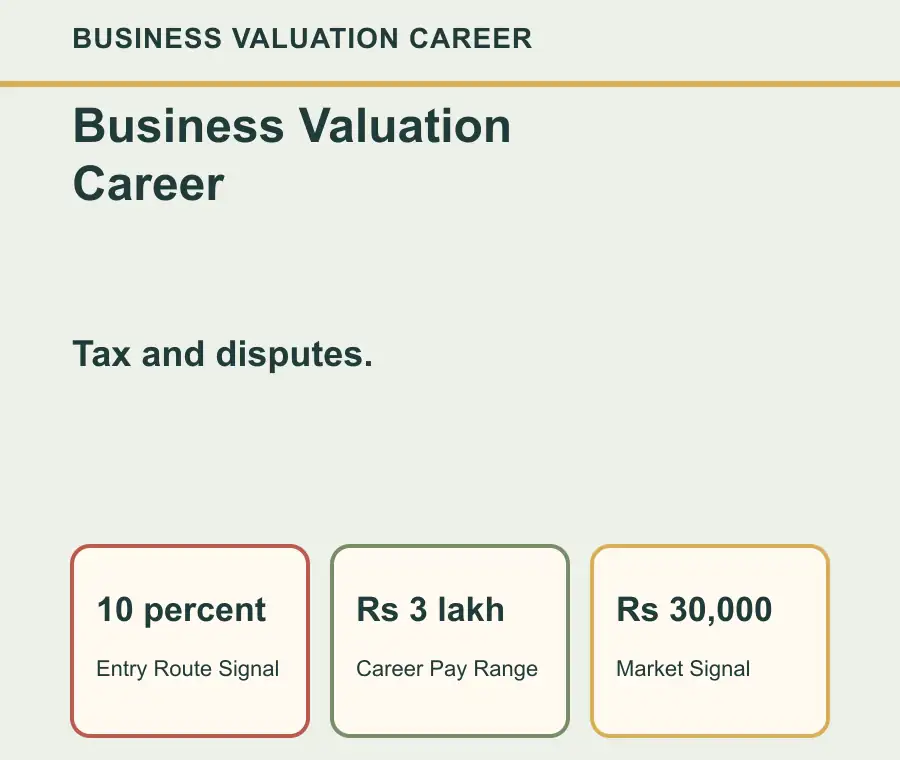 BUSINESS VALUATION CAREER
Business Valuation
Career
Tax and disputes.
10 percent
Entry Route Signal
Rs 3 lakh
Career Pay Range
Rs 30,000
Market Signal